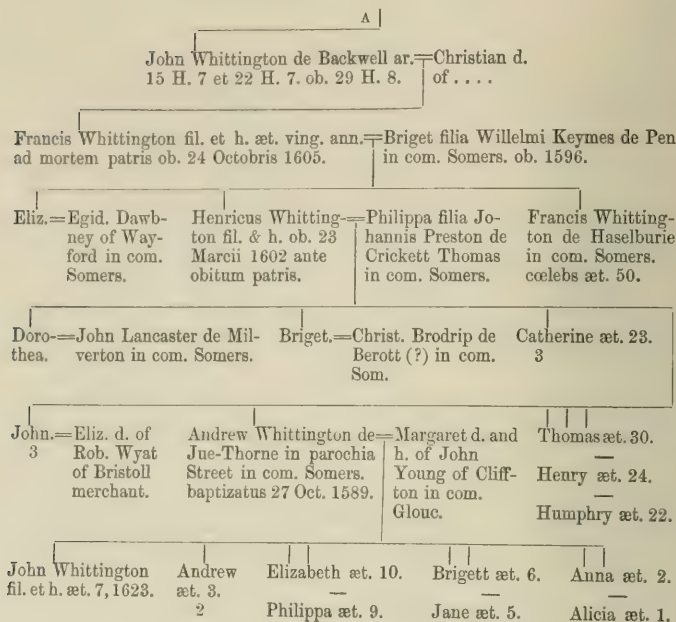 A
John Whittington de Backwell ar.=Christian d.
15 H. 7 et 22 H. 7. ob. 29 H. 8. of . . . .
Francis Whittington fil. et h. æt. ving. ann.=Briget filia Willelmi Keymes de Pen
ad mortem patris ob. 24 Octobris 1605. in com. Somers. ob. 1596.
Eliz.=Egid. Dawb-
ney of Way-
ford in com.
Somers.
Henricus Whitting-
ton fil. & h. ob. 23
Marcii 1602 ante
obitum patris.
=Philippa filia Jo-
hannis Preston de
Crickett Thomas
in com. Somers.
Francis Whitting-
ton de Haselburie
in com. Somers.
cœlebs æt. 50.
Doro-
thea.
=John Lancaster de Mil-
verton in com. Somers.
Briget.=Christ. Brodrip de
Berott (?) in com.
Som.
Catherine æt. 23.
3
John.
3
=Eliz. d. of
Rob. Wyat
of Bristoll
merchant.
Andrew Whittington de
Jue-Thorne in parochia
Street in com. Somers.
baptizatus 27 Oct. 1589.
=Margaret d. and
h. of John
Young of Cliff-
ton in com.
Glouc.
Thomas æt. 30.
—
Henry æt. 24.
—
Humphry æt. 22.
John Whittington
fil. et h. æt. 7, 1623.
Andrew
æt. 3.
2
Elizabeth æt. 10.
—
Philippa æt. 9.
Brigett æt. 6.
—
Jane æt. 5.
Anna æt. 2.
—
Alicia æt. 1.